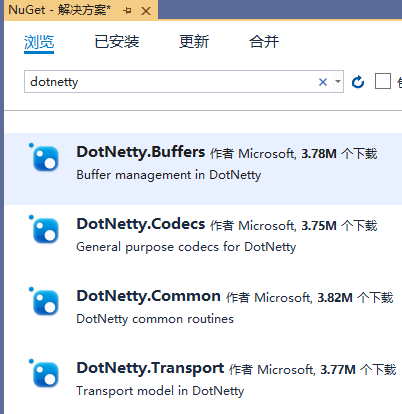 NuGet - 解决方案*
浏览 已安装 更新 合并
dotnetty
DotNetty.Buffers 作者 Microsoft, 3.78M 个下载
Buffer management in DotNetty
DotNetty.Codecs 作者 Microsoft, 3.75M 个下载
General purpose codecs for DotNetty
DotNetty.Common 作者 Microsoft, 3.82M 个下载
DotNetty common routines
DotNetty.Transport 作者 Microsoft, 3.77M 个下载
Transport model in DotNetty